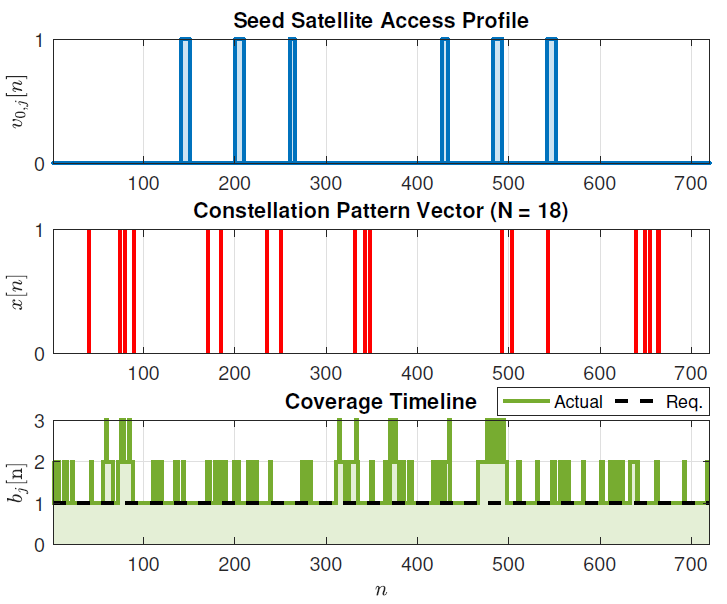 Seed Satellite Access Profile
1
v0,j[n]
0
100 200 300 400 500 600 700
Constellation Pattern Vector (N = 18)
1
x[n]
0
100 200 300 400 500 600 700
Coverage Timeline
Actual Req.
3
2
bj[n]
1
0
100 200 300 400 500 600 700
n